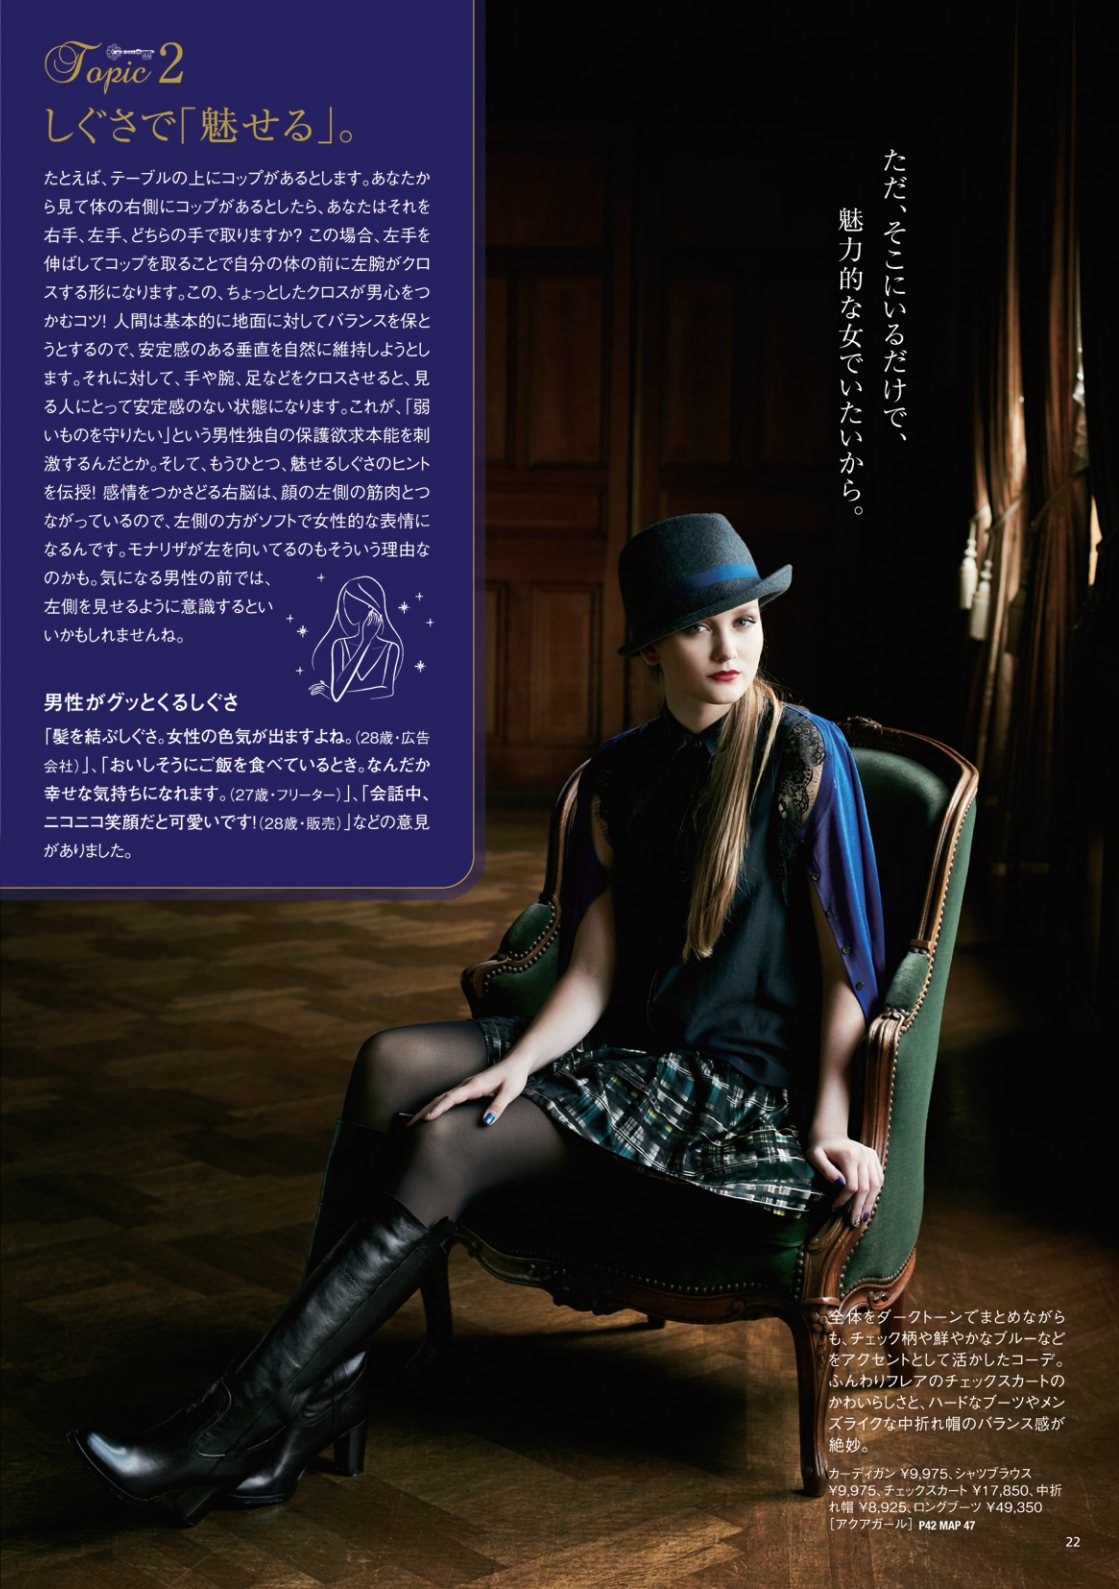 Topic 2
しぐさで「魅せる」。
たとえば、テーブルの上にコップがあるとします。あなたか
ら見て体の右側にコップがあるとしたら、あなたはそれを
右手、左手、どちらの手で取りますか? この場合、左手を
伸ばしてコップを取ることで自分の体の前に左腕がクロ
スする形になります。この、ちょっとしたクロスが男心をつ
かむコツ! 人間は基本的に地面に対してバランスを保と
うとするので、安定感のある垂直を自然に維持しようとし
ます。それに対して、手や腕、足などをクロスさせると、見
る人にとって安定感のない状態になります。これが、「弱
いものを守りたい」という男性独自の保護欲求本能を刺
激するんだとか。そして、もうひとつ、魅せるしぐさのヒント
を伝授! 感情をつかさどる右脳は、顔の左側の筋肉とつ
ながっているので、左側の方がソフトで女性的な表情に
なるんです。モナリザが左を向いてるのもそういう理由な
のかも。気になる男性の前では、
左側を見せるように意識するとい
いかもしれませんね。
男性がグッとくるしぐさ
「髪を結ぶしぐさ。女性の色気が出ますよね。(28歳・広告
会社)」、「おいしそうにご飯を食べているとき。なんだか
幸せな気持ちになれます。(27歳・フリーター)」、「会話中、
ニコニコ笑顔だと可愛いです!(28歳・販売)」などの意見
がありました。
ただ、そこにいるだけで、
魅力的な女でいたいから。
全体をダークトーンでまとめながら
も、チェック柄や鮮やかなブルーなど
をアクセントとして活かしたコーデ。
ふんわりフレアのチェックスカートの
かわいらしさと、ハードなブーツやメン
ズライクな中折れ帽のバランス感が
絶妙。
カーディガン ¥9,975、シャツブラウス
¥9,975、チェックスカート ¥17,850、中折
れ帽 ¥8,925、ロングブーツ ¥49,350
[アクアガール] P42 MAP 47
22